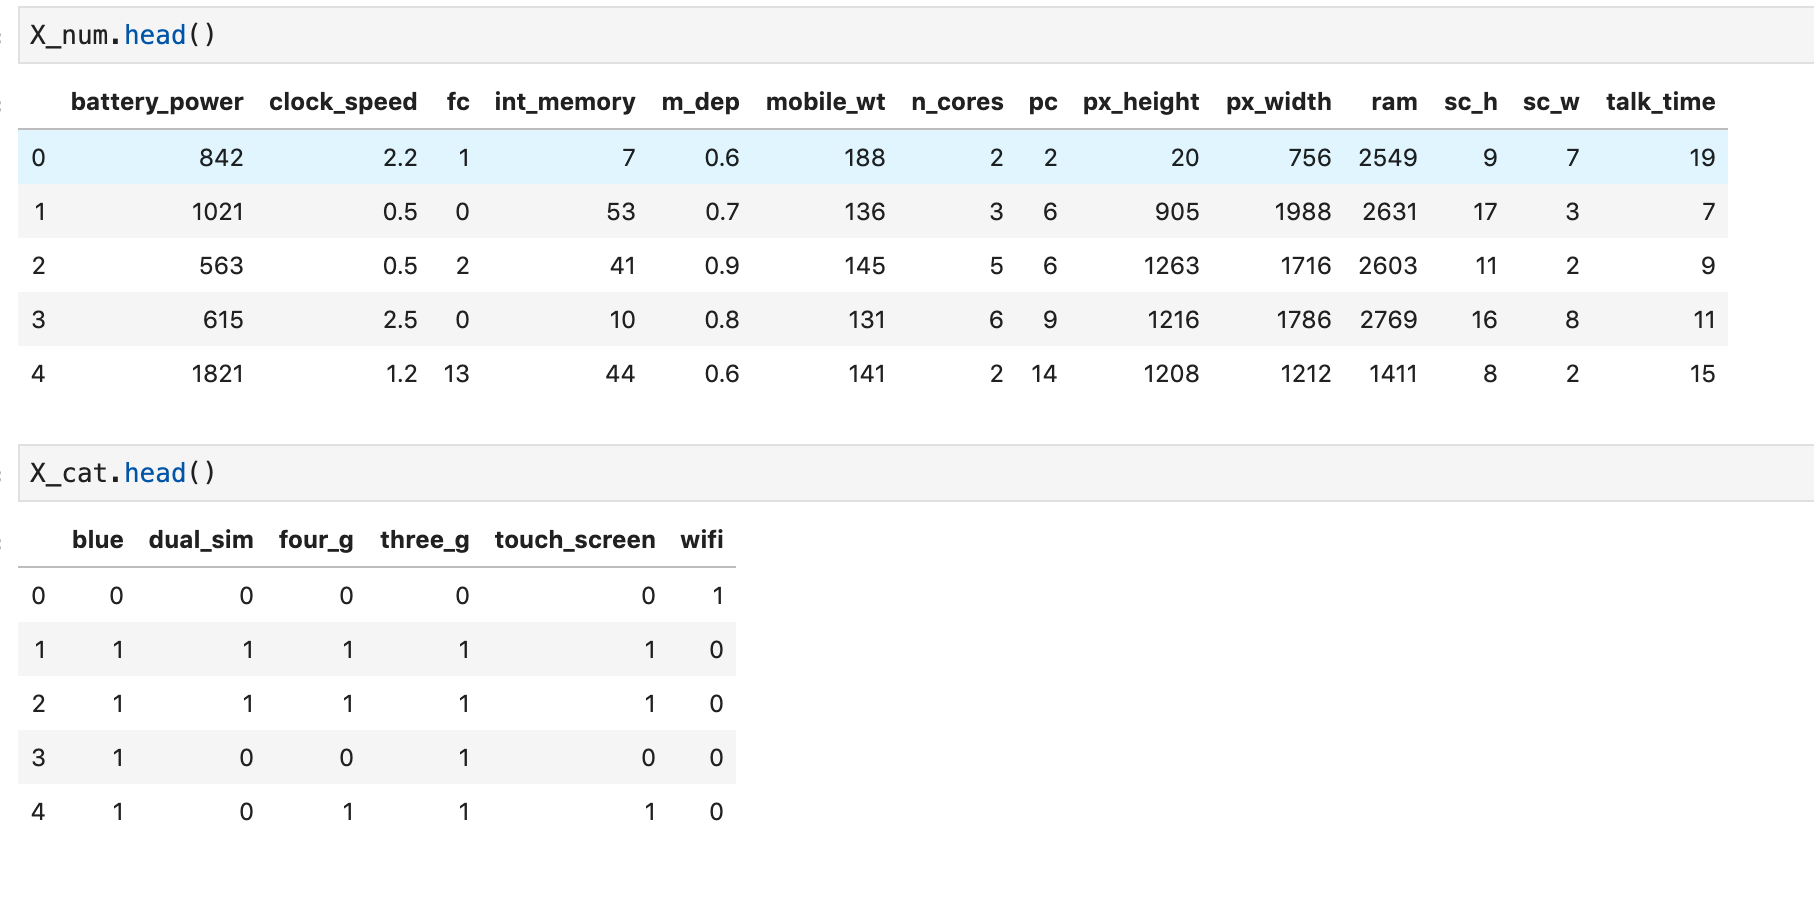 X_num.head()
battery_power clock_speed fc int_memory m_dep mobile_wt n_cores pc px_height px_width ram sc_h sc_w talk_time
0 842 2.2 1 7 0.6 188 2 2 20 756 2549 9 7 19
1 1021 0.5 0 53 0.7 136 3 6 905 1988 2631 17 3 7
2 563 0.5 2 41 0.9 145 5 6 1263 1716 2603 11 2 9
3 615 2.5 0 10 0.8 131 6 9 1216 1786 2769 16 8 11
4 1821 1.2 13 44 0.6 141 2 14 1208 1212 1411 8 2 15
X_cat.head()
blue dual_sim four_g three_g touch_screen wifi
0 0 0 0 0 0 1
1 1 1 1 1 1 0
2 1 1 1 1 1 0
3 1 0 0 1 0 0
4 1 0 1 1 1 0